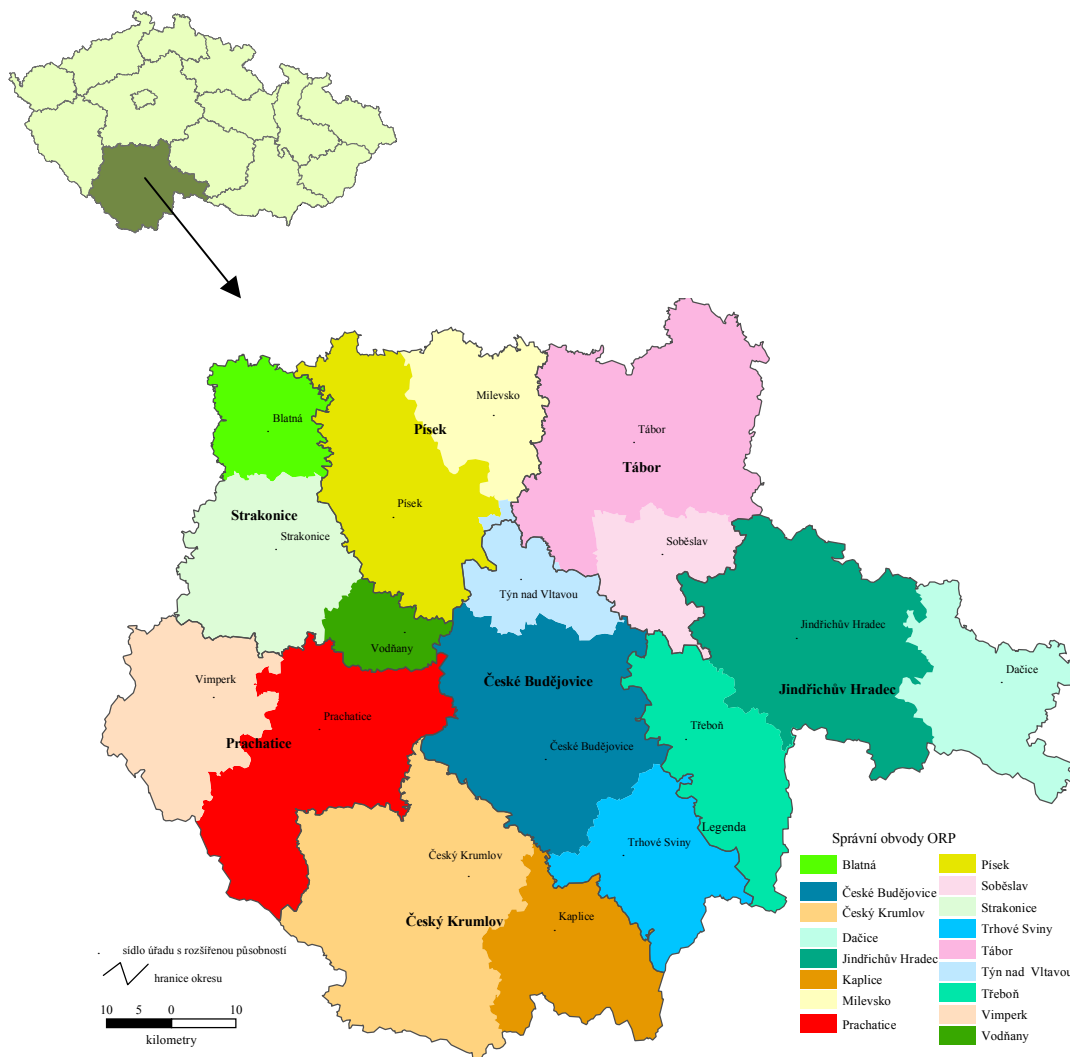 Milevsko
Blatná
Písek
Tábor
Tábor
Písek
Strakonice
Strakonice
Soběslav
Týn nad Vltavou
Jindřichův Hradec
Vodňany
Dačice
Vimperk
České Budějovice
Jindřichův Hradec
Prachatice
Třeboň
Prachatice
České Budějovice
Legenda
Trhové Sviny
Český Krumlov
Kaplice
Český Krumlov
Správní obvody ORP
Blatná
České Budějovice
Český Krumlov
Dačice
Jindřichův Hradec
Kaplice
Milevsko
Prachatice
Písek
Soběslav
Strakonice
Trhové Sviny
Tábor
Týn nad Vltavou
Třeboň
Vimperk
Vodňany
sídlo úřadu s rozšířenou působností
hranice okresu
10 5 0 10
kilometry